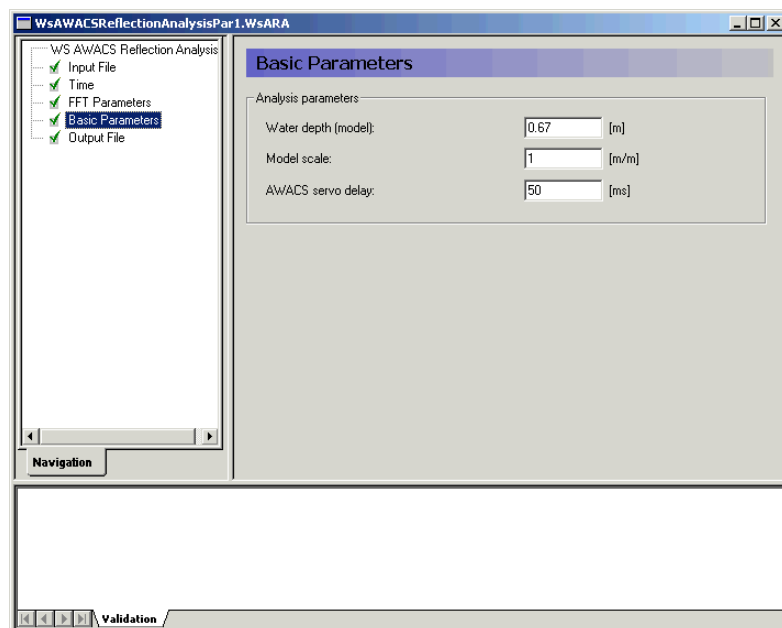 WsAWACSReflectionAnalysisPar1.WsARA
WS AWACS Reflection Analysis
Input File
Time
FFT Parameters
Basic Parameters
Output File
Navigation
Basic Parameters
Analysis parameters
Water depth (model): 0.67 [m]
Model scale: 1 [m/m]
AWACS servo delay: 50 [ms]
Validation